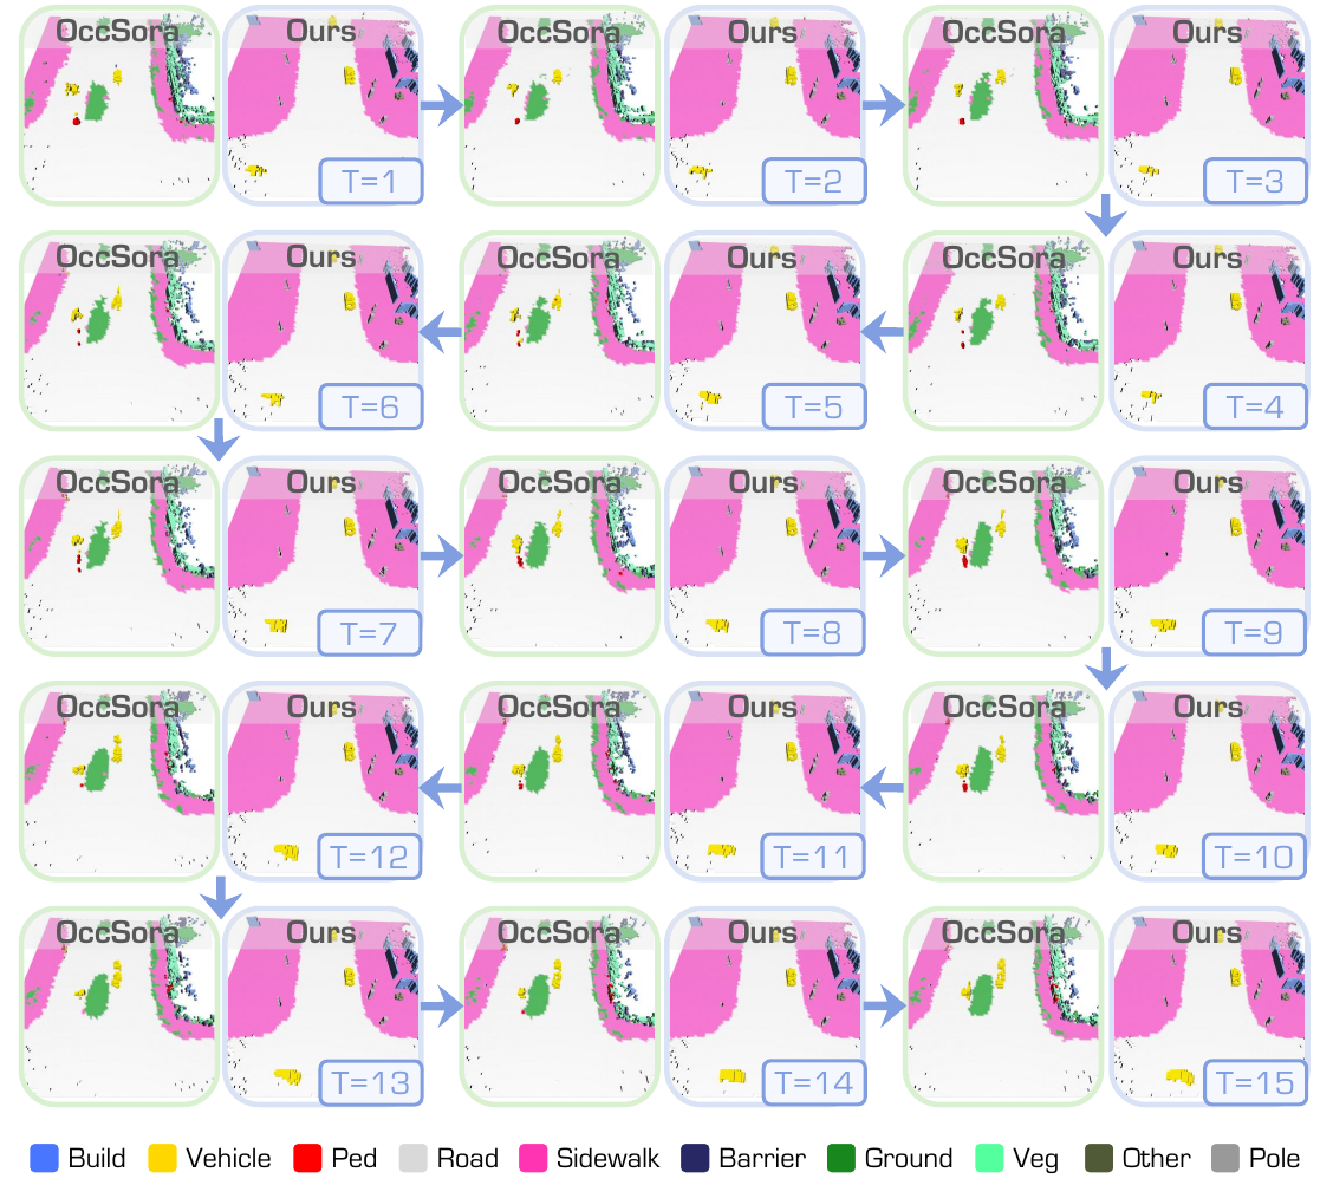 OccSora Ours OccSora Ours OccSora Ours
T=1 T=2 T=3
OccSora Ours OccSora Ours OccSora Ours
T=6 T=5 T=4
OccSora Ours OccSora Ours OccSora Ours
T=7 T=8 T=9
OccSora Ours OccSora Ours OccSora Ours
T=12 T=11 T=10
OccSora Ours OccSora Ours OccSora Ours
T=13 T=14 T=15
Build Vehicle Ped Road Sidewalk Barrier Ground Veg Other Pole